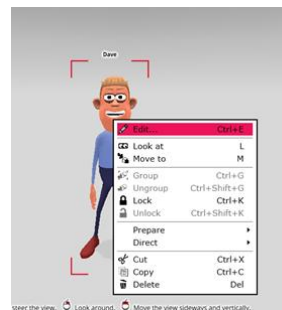 Dave
Edit... Ctrl+E
Look at L
Move to M
Group Ctrl+G
Ungroup Ctrl+Shift+G
Lock Ctrl+K
Unlock Ctrl+Shift+K
Prepare
Direct
Cut Ctrl+X
Copy Ctrl+C
Delete Del
steer the view. Look around. Move the view sideways and vertically.